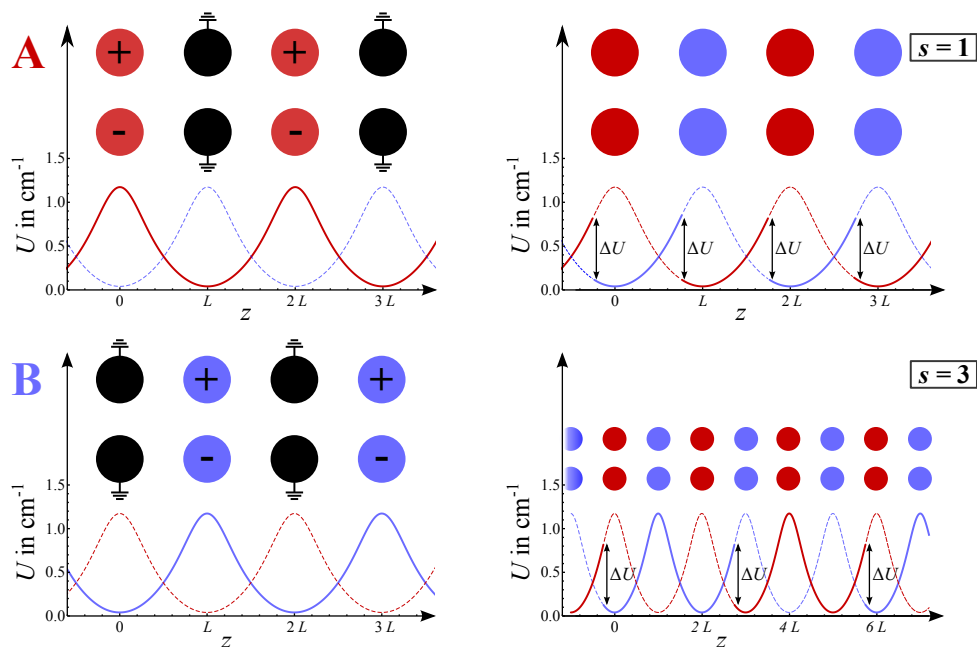 A
+ +
- -
U in cm⁻¹
1.5
1.0
0.5
0.0
0 L 2 L 3 L
z
s = 1
U in cm⁻¹
1.5
1.0
0.5
0.0
ΔU ΔU ΔU ΔU
0 L 2 L 3 L
z
B
+ +
- -
U in cm⁻¹
1.5
1.0
0.5
0.0
0 L 2 L 3 L
z
s = 3
U in cm⁻¹
1.5
1.0
0.5
0.0
ΔU ΔU ΔU
0 2 L 4 L 6 L
z